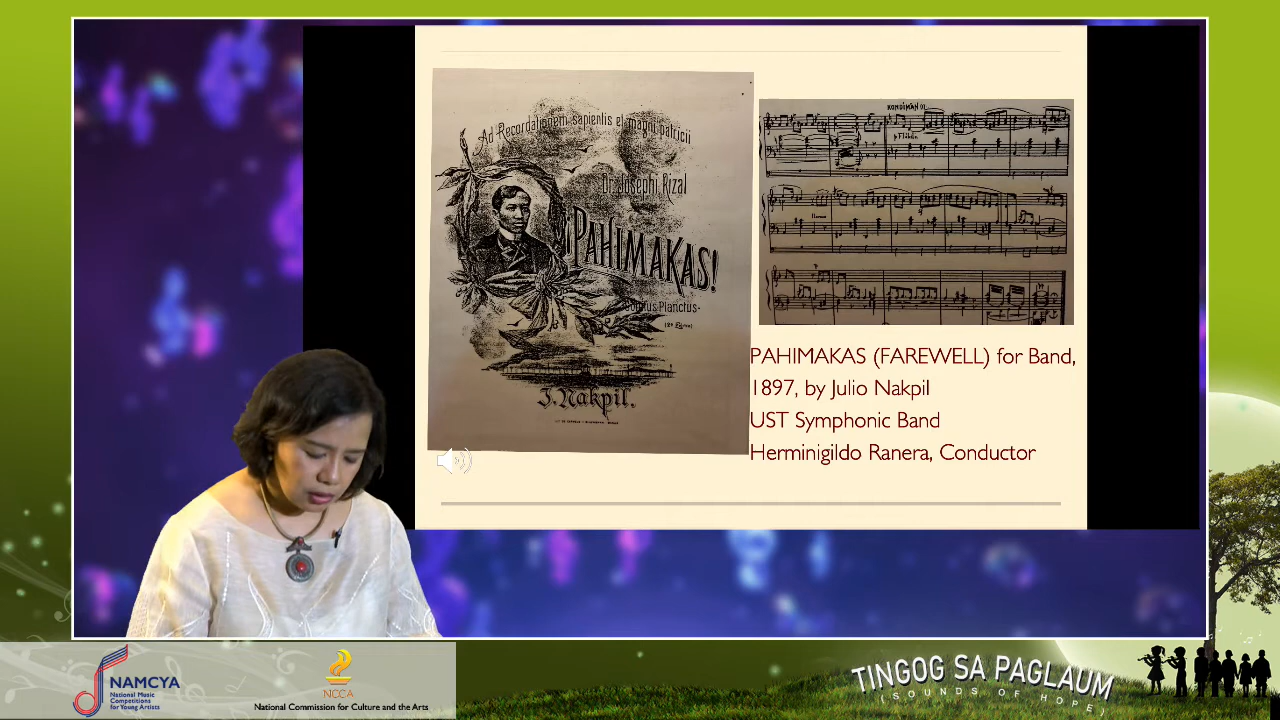 Ad Recordationem sapientis et magni patricii
Dr. Josephi Rizal
¡PAHIMAKAS!
Planctus-
J. Nakpil.
KUNDIMAN
PAHIMAKAS (FAREWELL) for Band,
1897, by Julio Nakpil
UST Symphonic Band
Herminigildo Ranera, Conductor
NAMCYA
National Music
Competitions
for Young Artists
NCCA
National Commission for Culture and the Arts
TINGOG SA PAGLAUM
(SOUNDS OF HOPE)